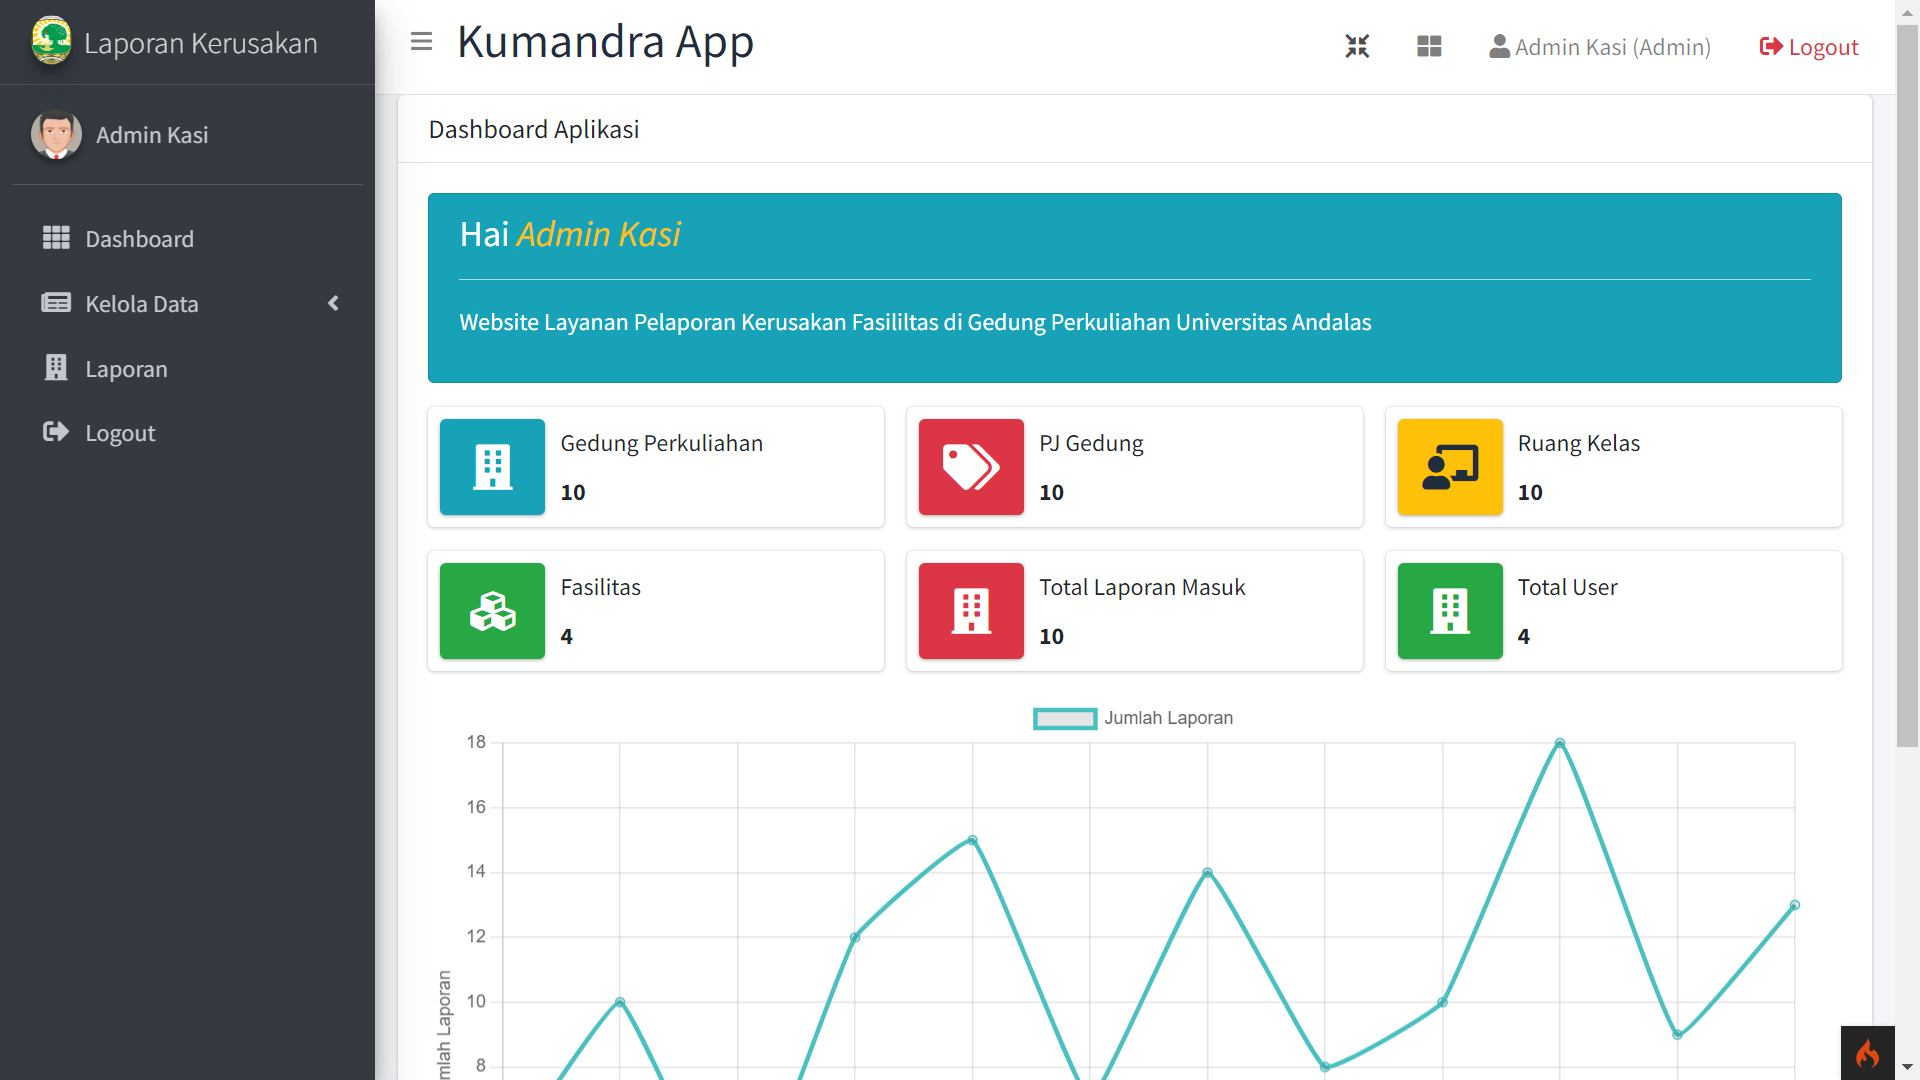 Laporan Kerusakan
Kumandra App
Admin Kasi (Admin)
Logout
Admin Kasi
Dashboard
Kelola Data
Laporan
Logout
Dashboard Aplikasi
Hai Admin Kasi
Website Layanan Pelaporan Kerusakan Fasililtas di Gedung Perkuliahan Universitas Andalas
Gedung Perkuliahan
10
PJ Gedung
10
Ruang Kelas
10
Fasilitas
4
Total Laporan Masuk
10
Total User
4
Jumlah Laporan
18
16
14
12
10
8
mlah Laporan